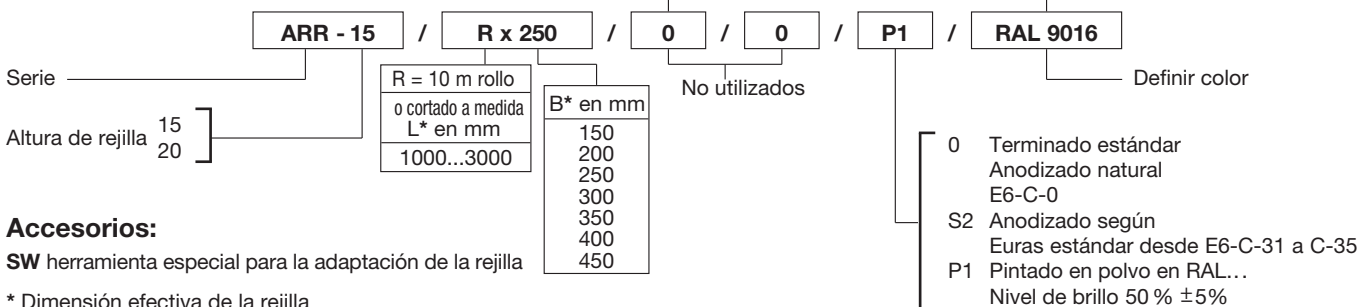 ARR - 15 / R x 250 / 0 / 0 / P1 / RAL 9016
Serie
Altura de rejilla 15
20
R = 10 m rollo
o cortado a medida
L* en mm
1000...3000
B* en mm
150
200
250
300
350
400
450
No utilizados
Definir color
0 Terminado estándar
Anodizado natural
E6-C-0
S2 Anodizado según
Euras estándar desde E6-C-31 a C-35
P1 Pintado en polvo en RAL...
Nivel de brillo 50 % ±5%
Accesorios:
SW herramienta especial para la adaptación de la rejilla
* Dimensión efectiva de la rejilla